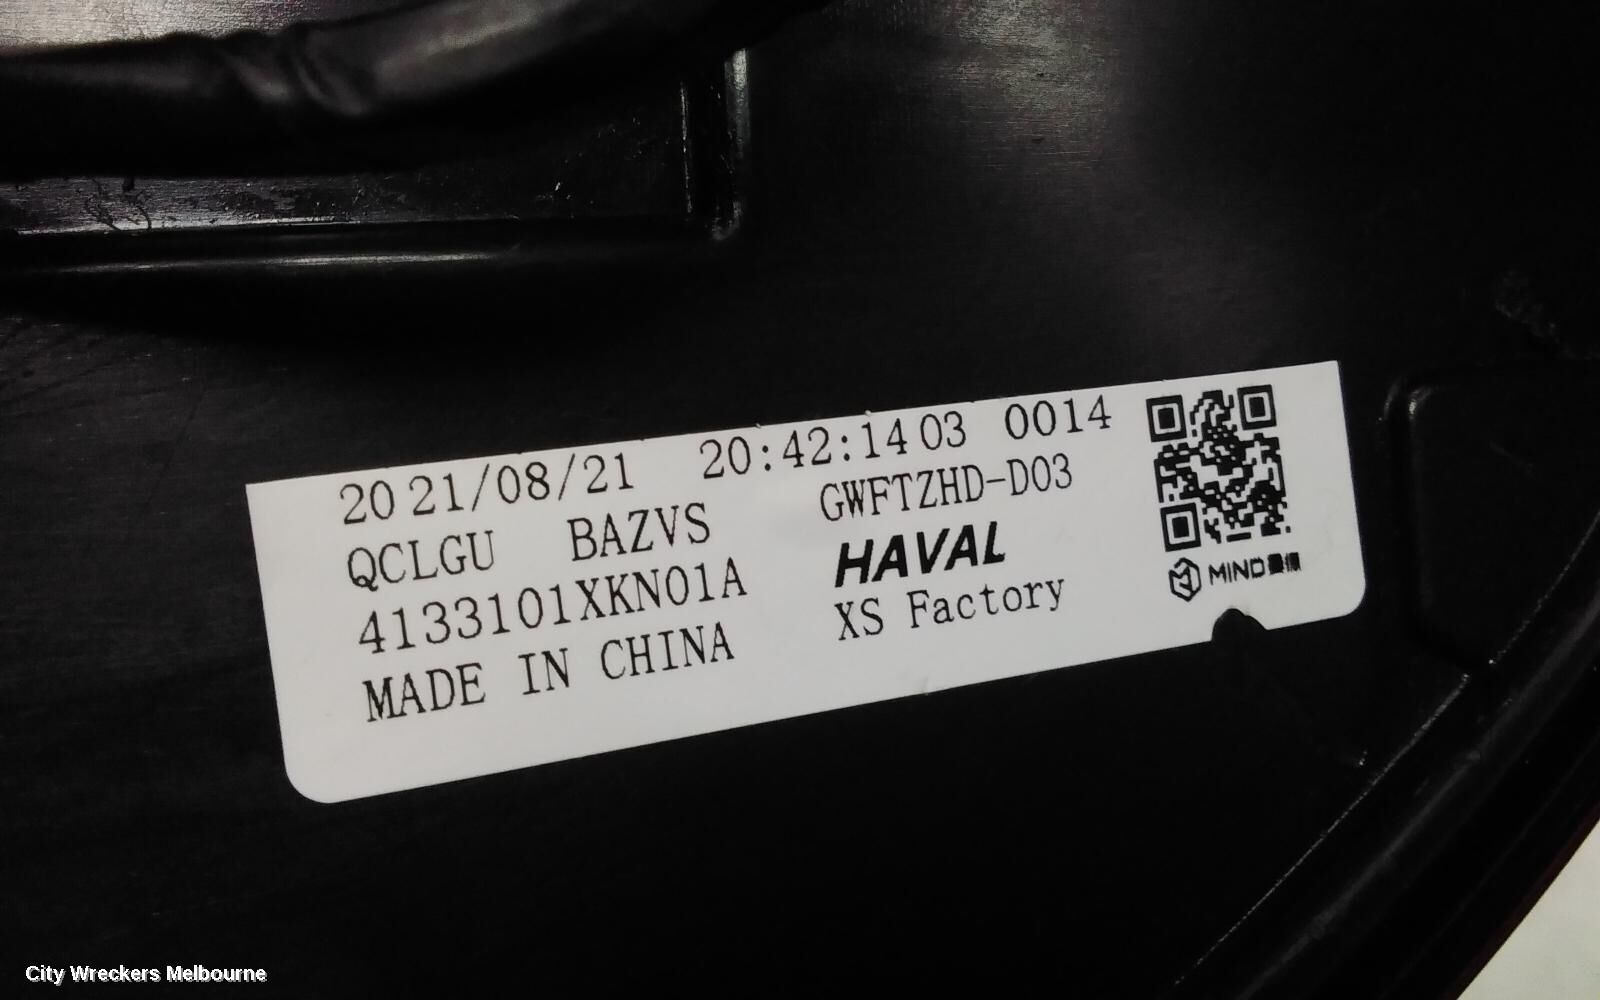 2021/08/21 20:42:1403 0014
QCLGU BAZVS GWFTZHD-D03
4133101XKN01A HAVAL
MADE IN CHINA XS Factory
MIND
City Wreckers Melbourne